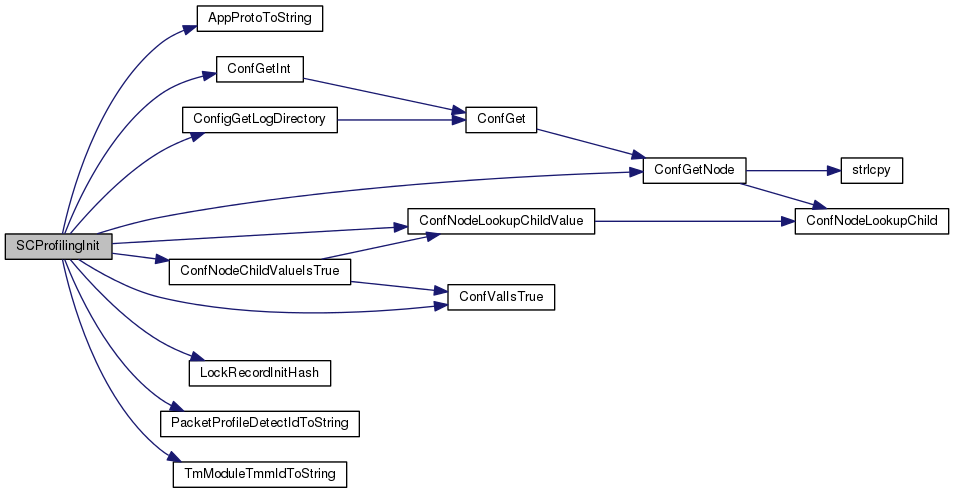 AppProtoToString
ConfGetInt
ConfigGetLogDirectory
ConfGet
ConfGetNode
strlcpy
ConfNodeLookupChildValue
ConfNodeLookupChild
SCProfilingInit
ConfNodeChildValueIsTrue
ConfValIsTrue
LockRecordInitHash
PacketProfileDetectIdToString
TmModuleTmmIdToString